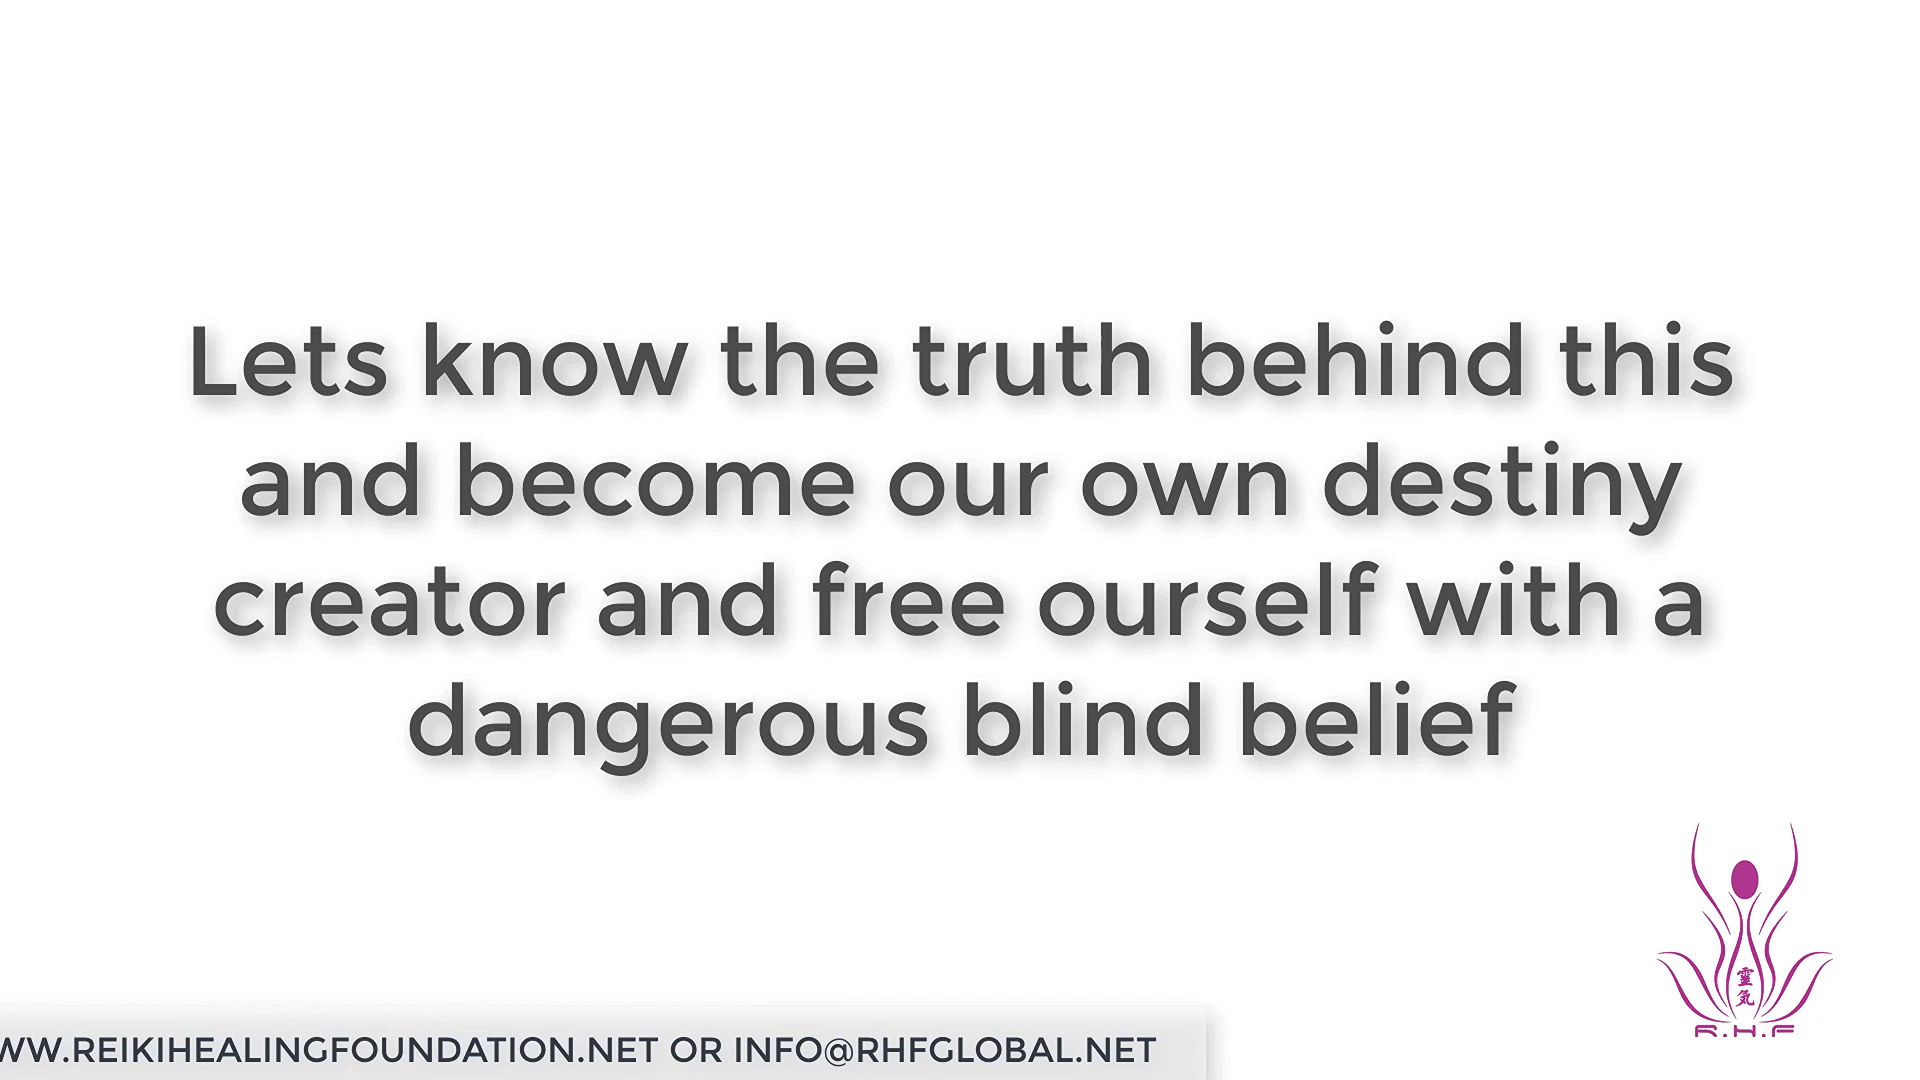 Lets know the truth behind this
and become our own destiny
creator and free ourself with a
dangerous blind belief
靈
気
R.H.F
WW.REIKIHEALINGFOUNDATION.NET OR INFO@RHFGLOBAL.NET